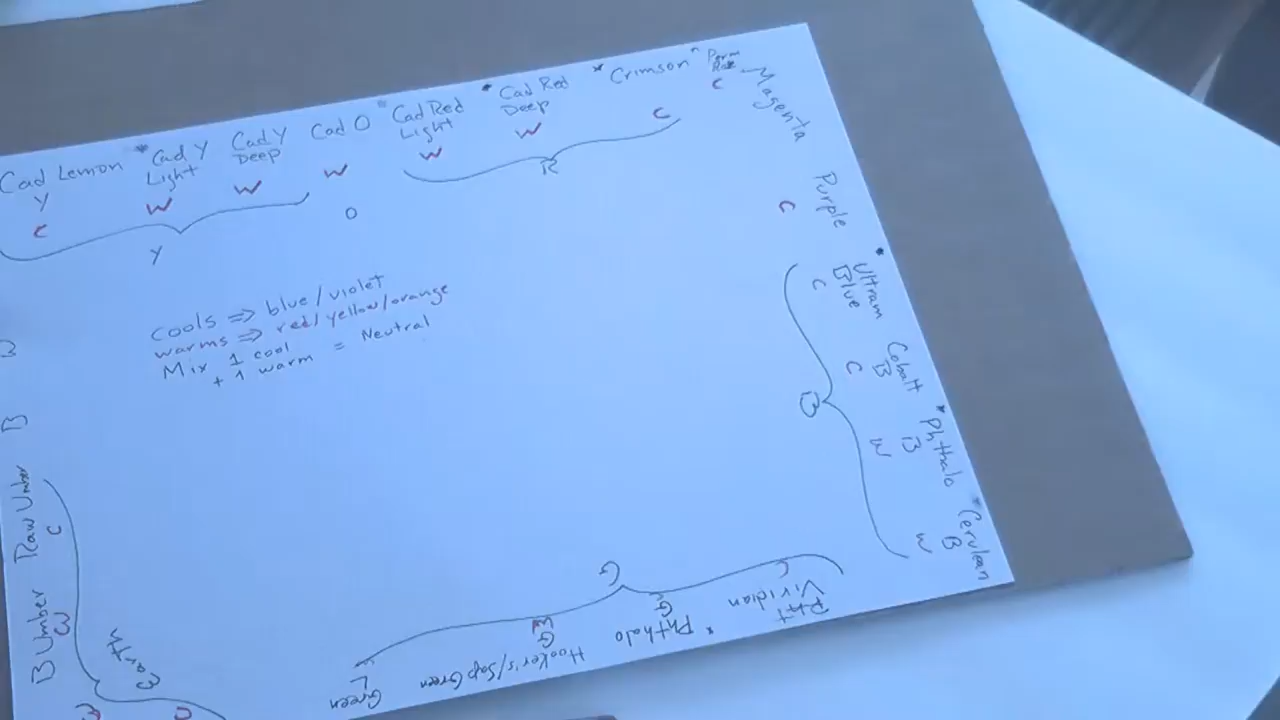 Cad Lemon
Y
C
* Cad Y
Light
W
Cad Y
Deep
W
Cad O
W
Cad Red
Light
W
* Cad Red
Deep
W
* Crimson
C
Perm
Rose
C
Magenta
Y
O
R
Purple
C
* Ultram
Blue
C
Cobalt
B
C
* Phthalo
B
W
* Cerulean
B
W
B
cools ⇒ blue/violet
warms ⇒ red/yellow/orange
Mix 1 cool
+ 1 warm = Neutral
PHT
Viridian
C
* Phthalo
G
Hooker's/Sap Green
G
W
Green
L
G
B
Raw Umber
C
B Umber
W
Earth